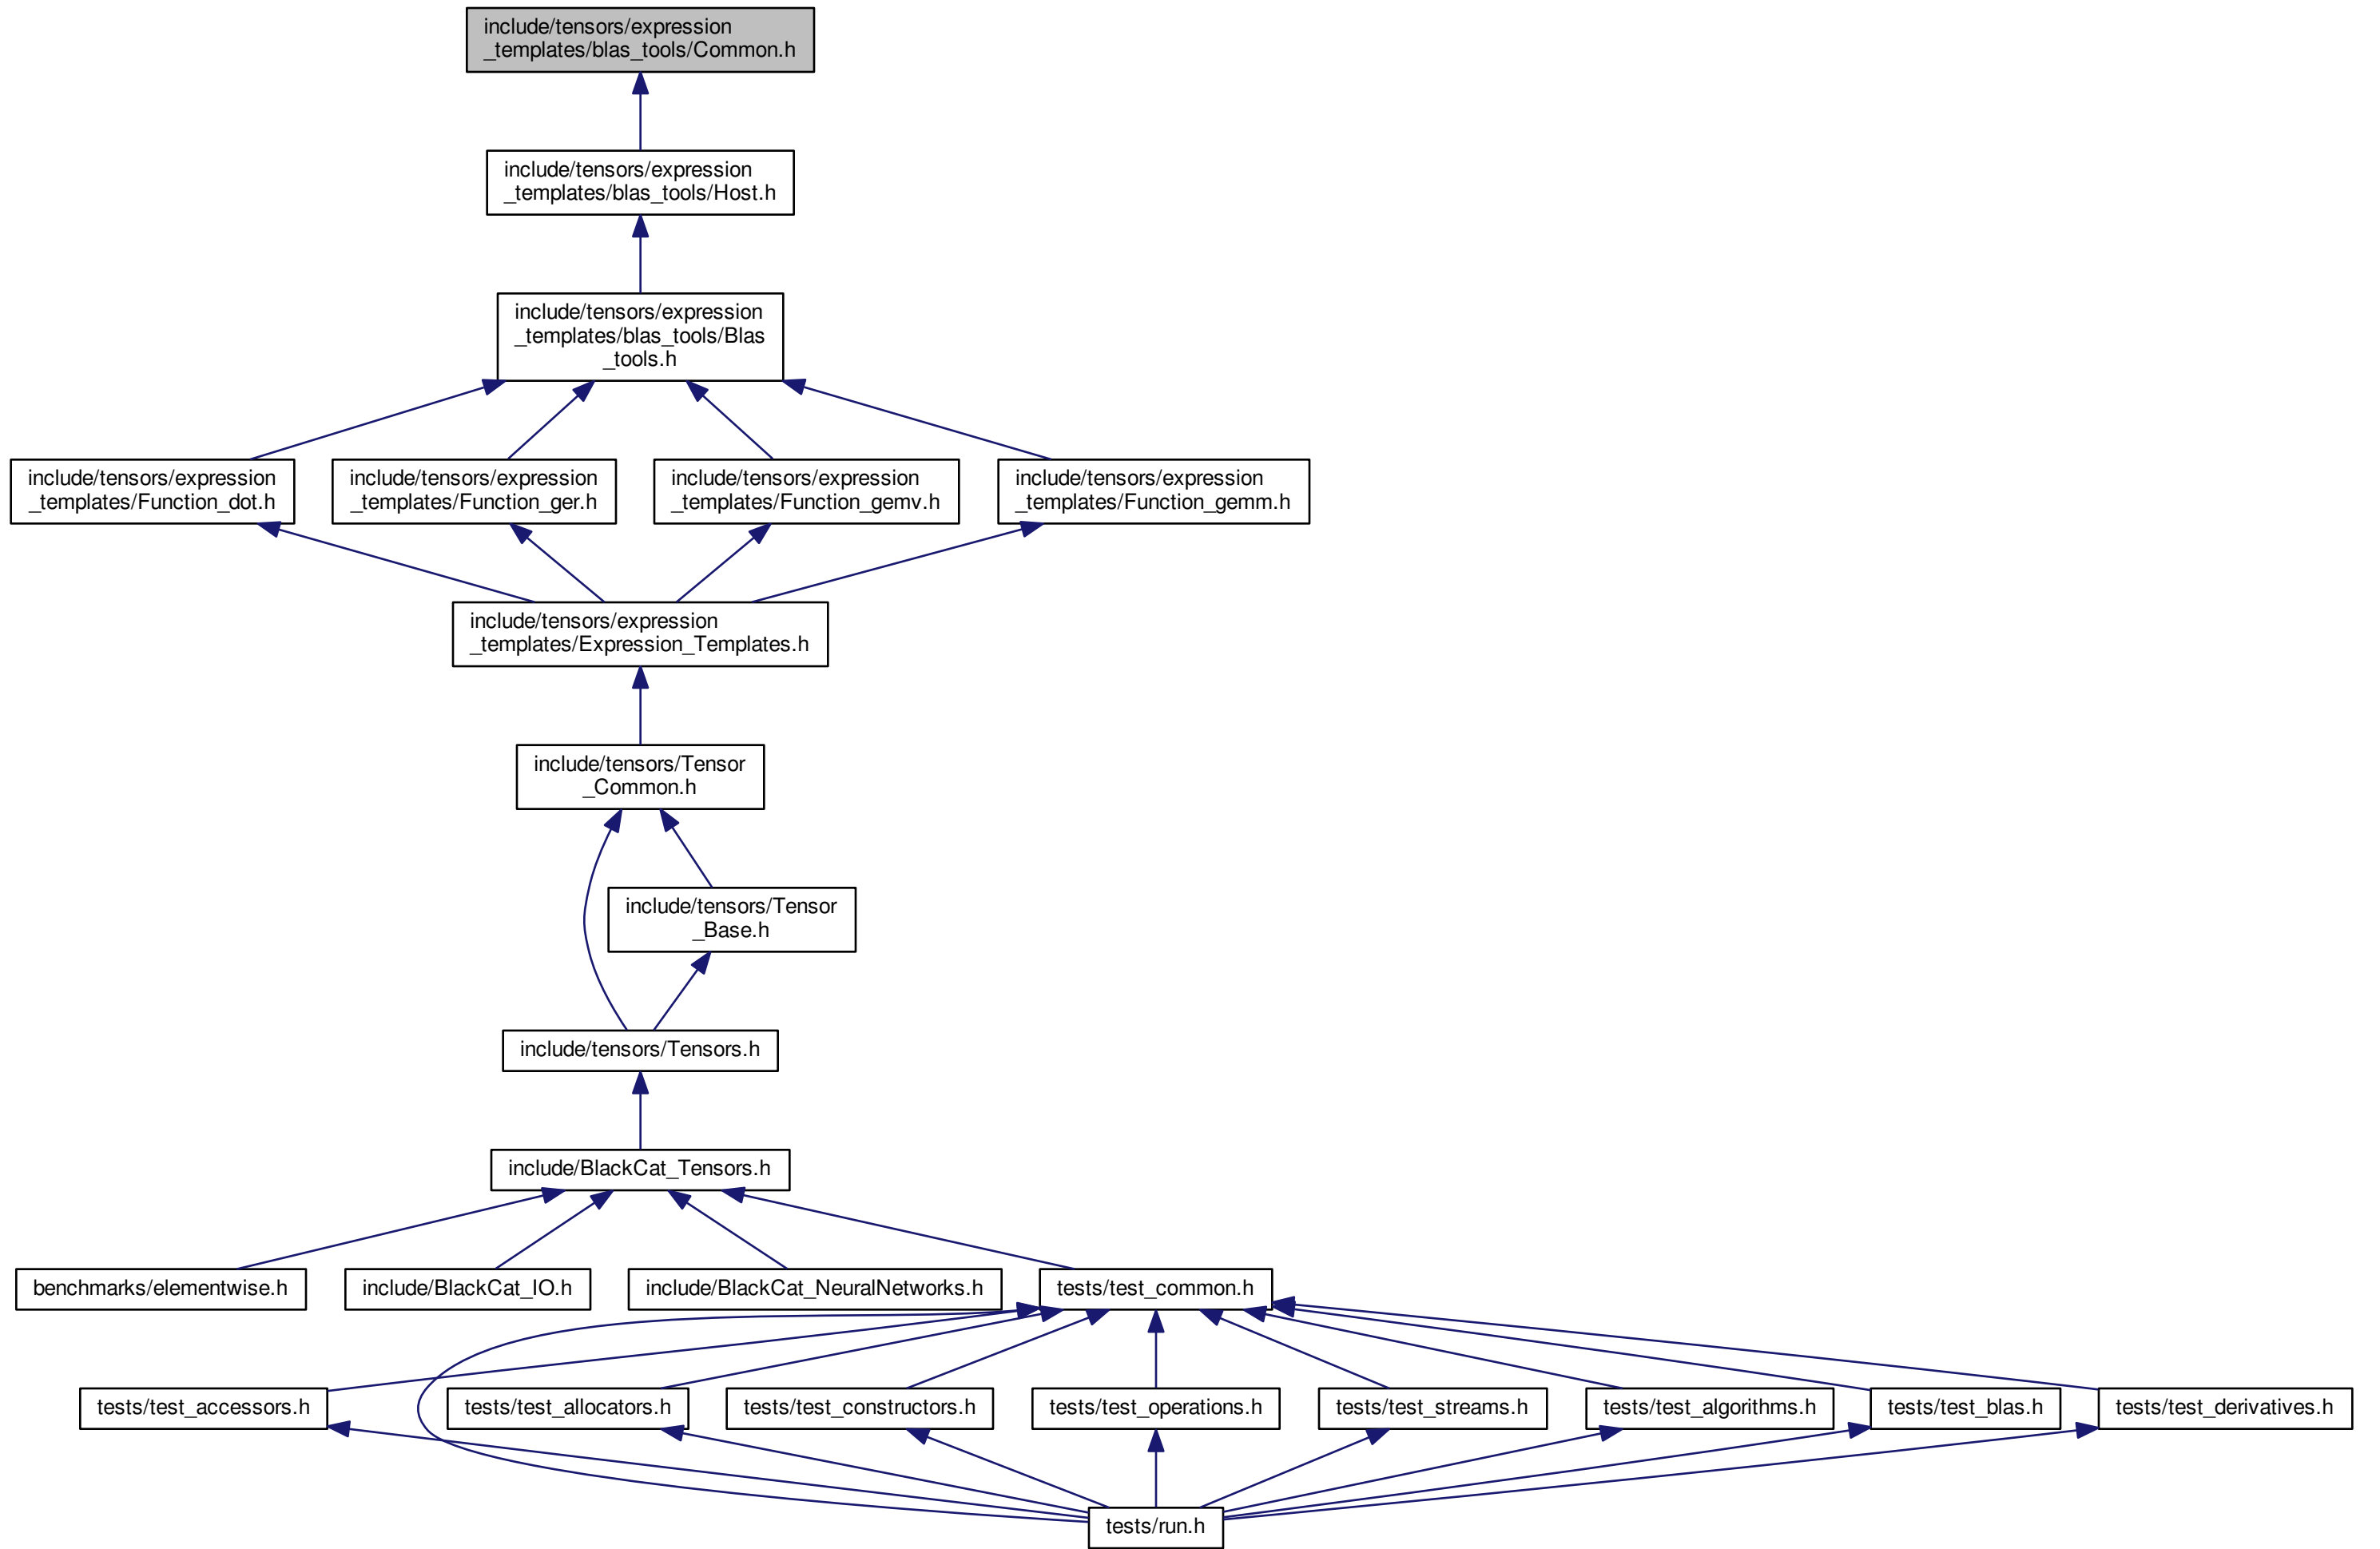 include/tensors/expression
_templates/blas_tools/Common.h
include/tensors/expression
_templates/blas_tools/Host.h
include/tensors/expression
_templates/blas_tools/Blas
_tools.h
include/tensors/expression
_templates/Function_dot.h
include/tensors/expression
_templates/Function_ger.h
include/tensors/expression
_templates/Function_gemv.h
include/tensors/expression
_templates/Function_gemm.h
include/tensors/expression
_templates/Expression_Templates.h
include/tensors/Tensor
_Common.h
include/tensors/Tensor
_Base.h
include/tensors/Tensors.h
include/BlackCat_Tensors.h
benchmarks/elementwise.h
include/BlackCat_IO.h
include/BlackCat_NeuralNetworks.h
tests/test_common.h
tests/test_accessors.h
tests/test_allocators.h
tests/test_constructors.h
tests/test_operations.h
tests/test_streams.h
tests/test_algorithms.h
tests/test_blas.h
tests/test_derivatives.h
tests/run.h